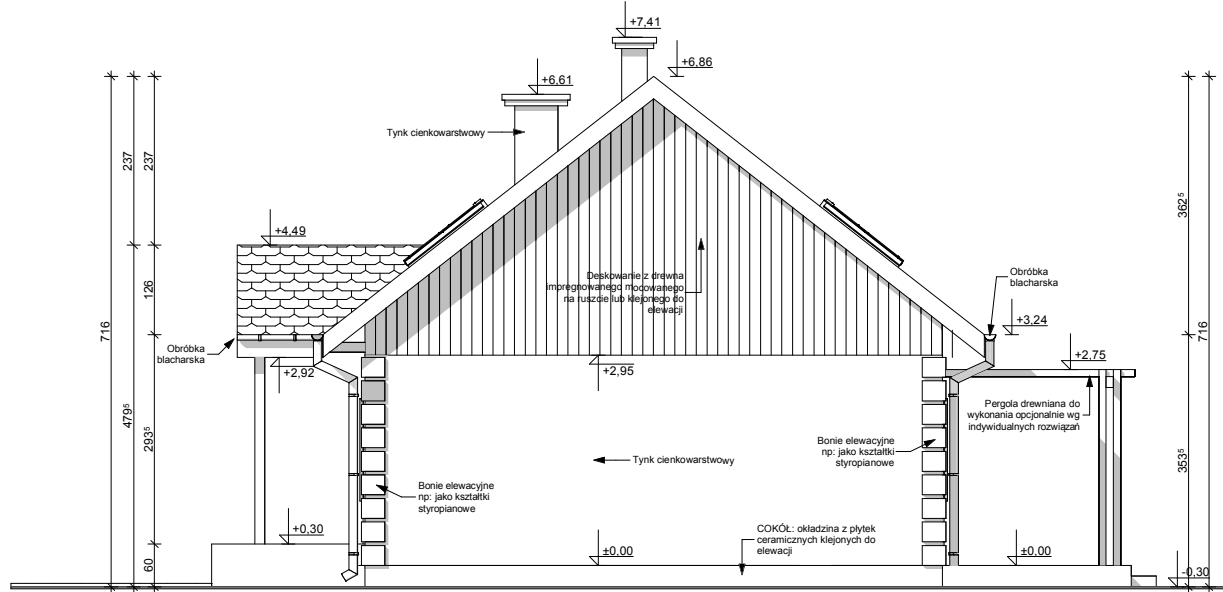 +7,41
+6,86
+6,61
Tynk cienkowarstwowy
237
237
362⁵
+4,49
Deskowanie z drewna
impręgnowanego mocowanego
na ruszcie lub klejonego do
elewacji
Obróbka
blacharska
126
716
716
+3,24
Obróbka
blacharska
+2,92
+2,95
+2,75
479⁵
293⁵
353⁵
Pergola drewniana do
wykonania opcjonalnie wg
indywidualnych rozwiązań
Bonie elewacyjne
np: jako kształtki
styropianowe
Tynk cienkowarstwowy
Bonie elewacyjne
np: jako kształtki
styropianowe
+0,30
COKÓŁ: okładzina z płytek
ceramicznych klejonych do
elewacji
±0,00
±0,00
60
-0,30